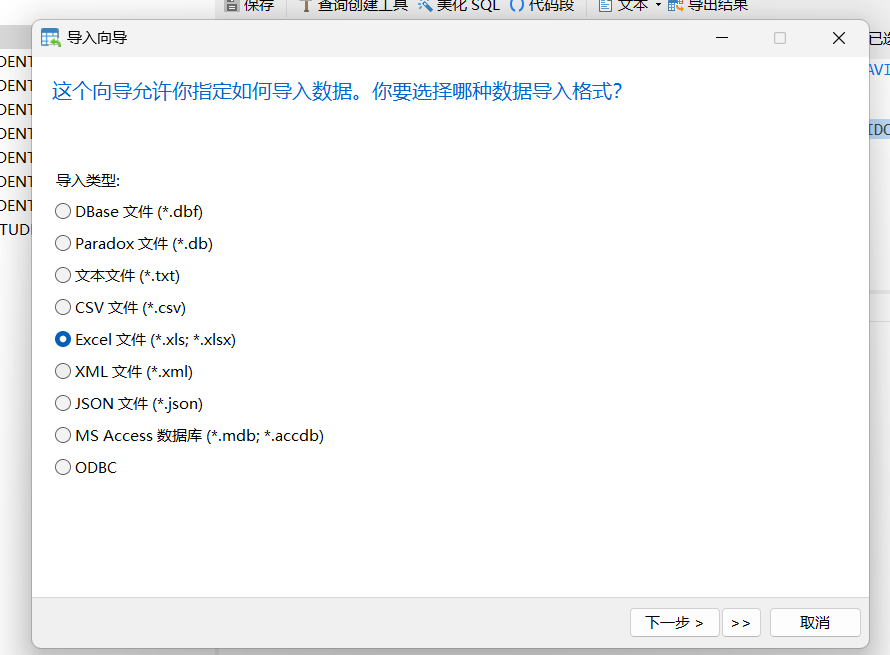 保存 查询创建工具 美化 SQL () 代码段 文本 导出结果
导入向导
已选
DENT
AVI
DENT
DENT
DENT
IDC
DENT
DENT
DENT
TUD
这个向导允许你指定如何导入数据。你要选择哪种数据导入格式?
导入类型:
DBase 文件 (*.dbf)
Paradox 文件 (*.db)
文本文件 (*.txt)
CSV 文件 (*.csv)
Excel 文件 (*.xls; *.xlsx)
XML 文件 (*.xml)
JSON 文件 (*.json)
MS Access 数据库 (*.mdb; *.accdb)
ODBC
下一步 > >> 取消